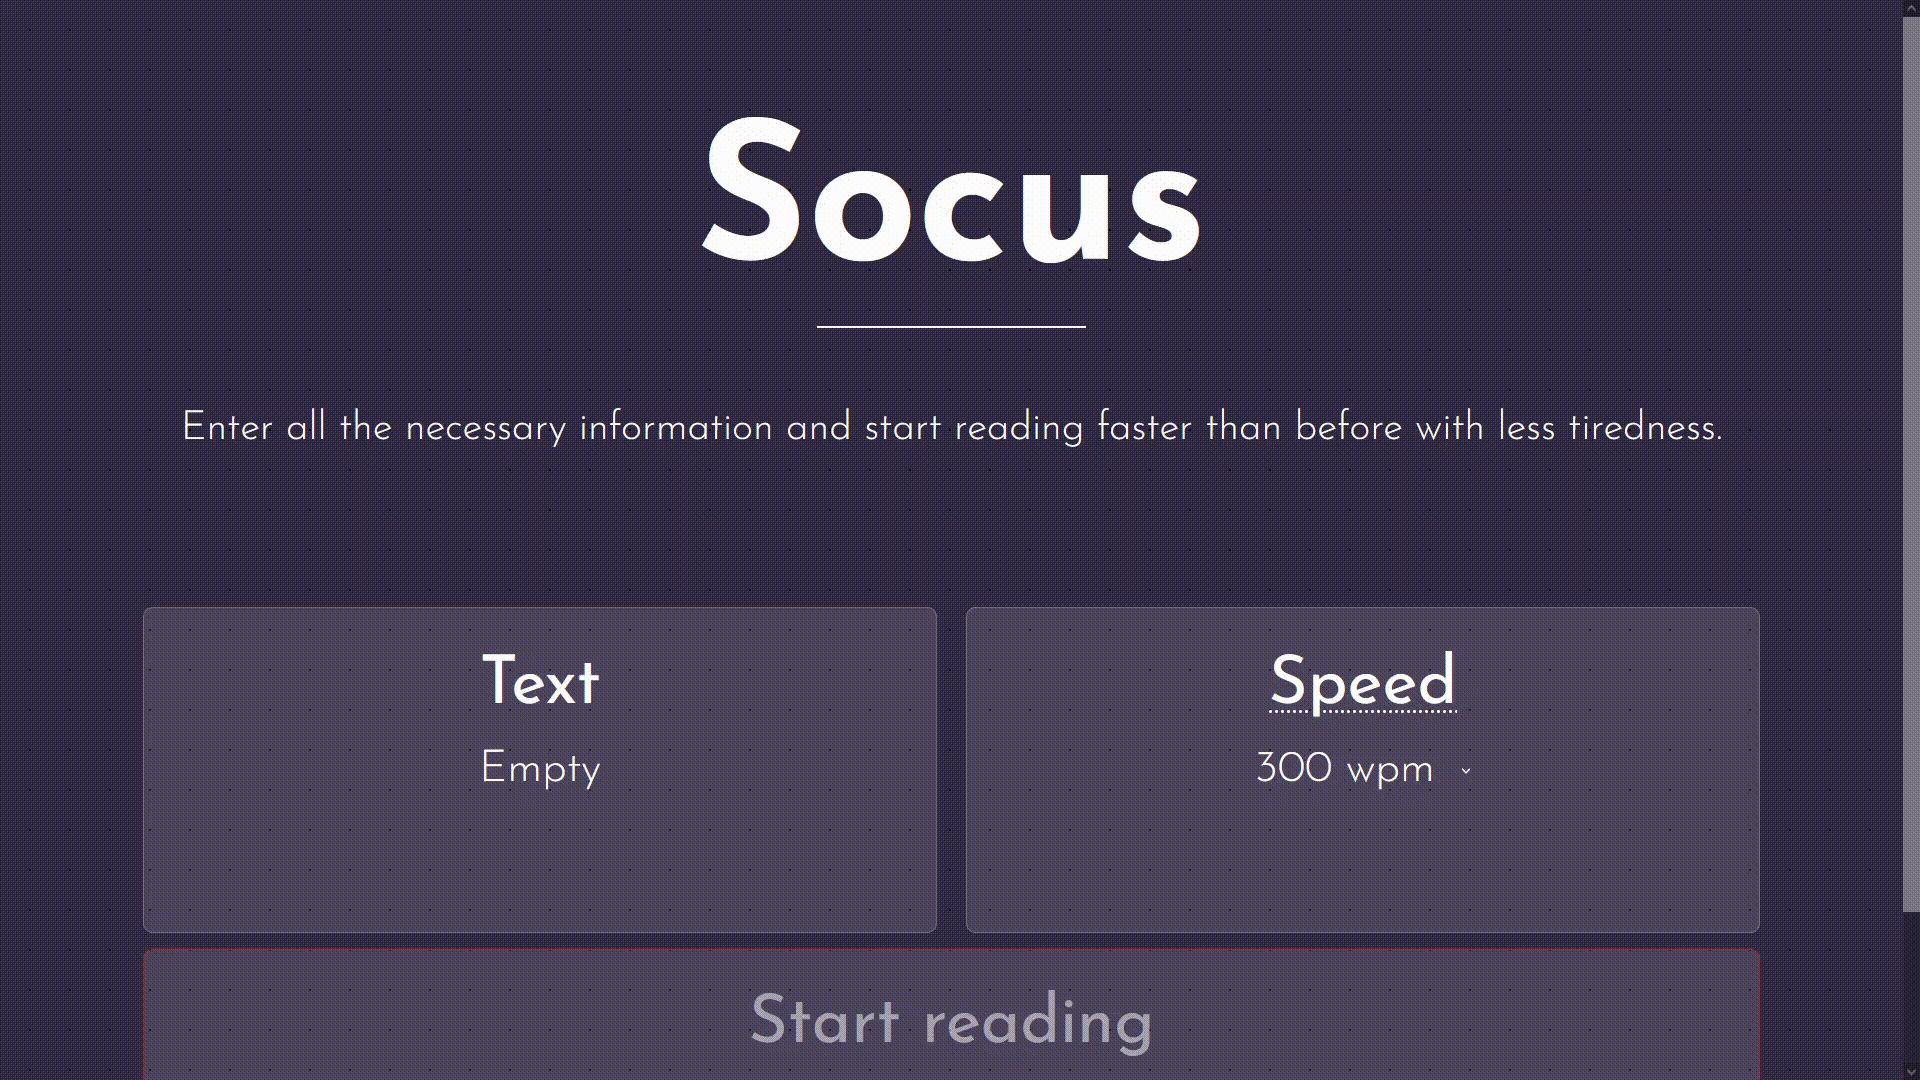 Socus
Enter all the necessary information and start reading faster than before with less tiredness.
Text
Empty
Speed
300 wpm
Start reading